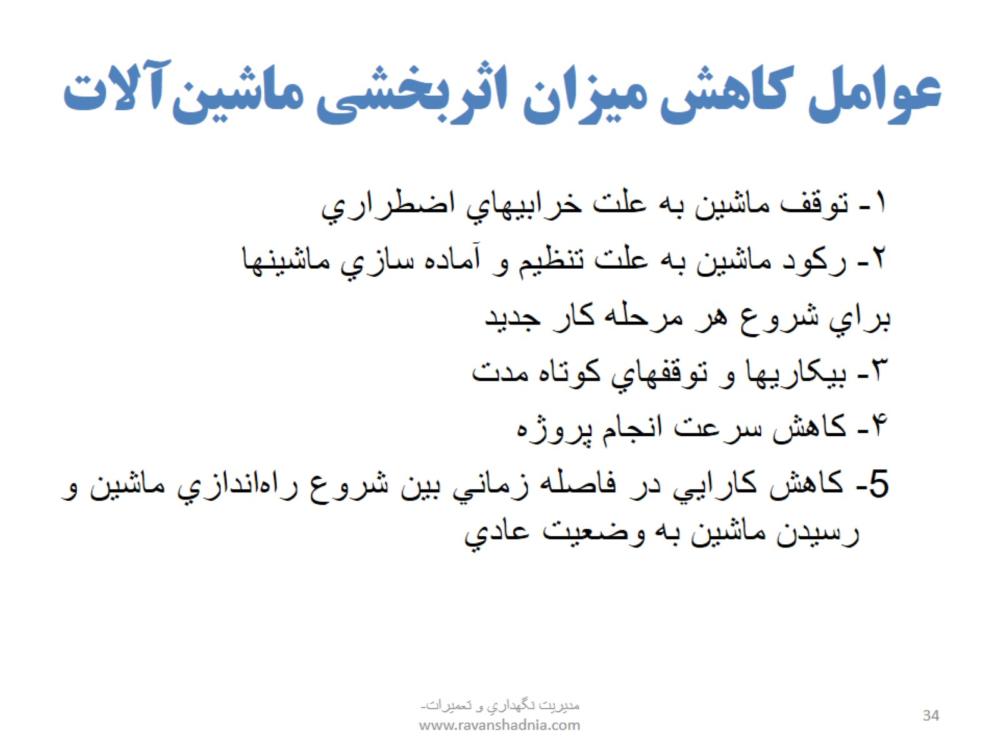 عوامل کاهش میزان اثربخشی ماشین‌آلات
۱- توقف ماشين به علت خرابيهاي اضطراري
۲- ركود ماشين به علت تنظيم و آماده سازي ماشينها
براي شروع هر مرحله كار جديد
۳- بيكاريها و توقفهاي كوتاه مدت
۴- كاهش سرعت انجام پروژه
5- كاهش كارايي در فاصله زماني بين شروع راه‌اندازي ماشين و
رسيدن ماشين به وضعيت عادي
مديريت نگهداري و تعميرات-
www.ravanshadnia.com
34